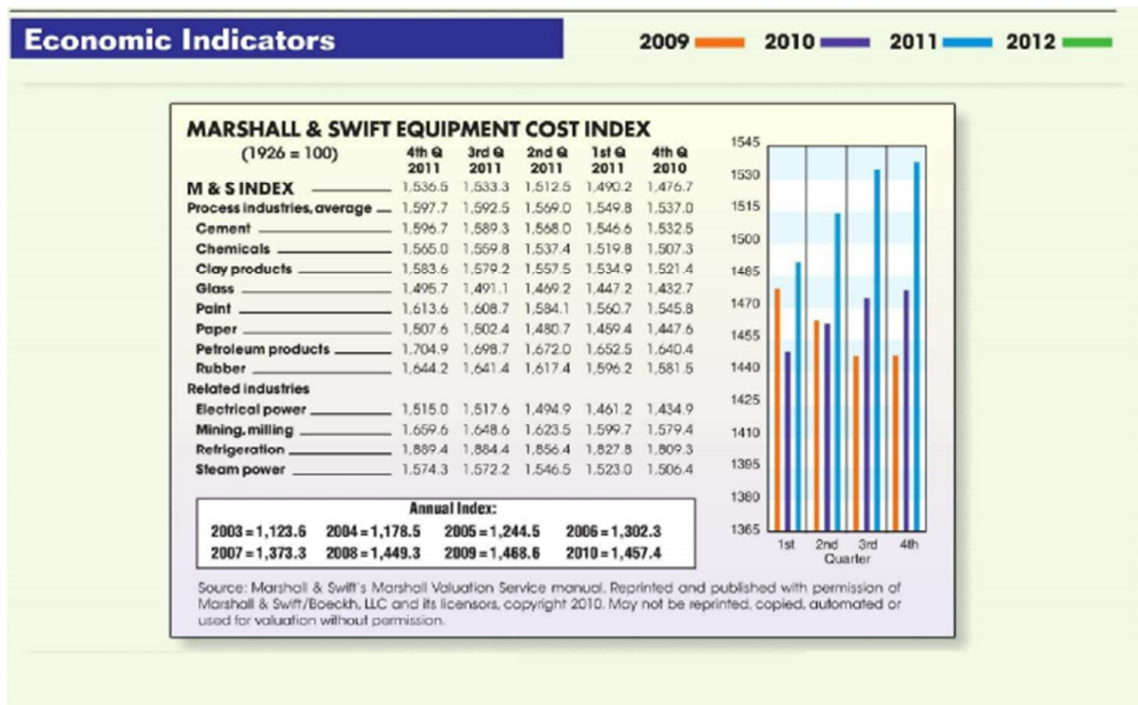 Economic Indicators
2009 2010 2011 2012
MARSHALL & SWIFT EQUIPMENT COST INDEX
(1926 = 100) 4th Q 3rd Q 2nd Q 1st Q 4th Q
2011 2011 2011 2011 2010
M & S INDEX 1,536.5 1,533.3 1,512.5 1,490.2 1,476.7
Process industries, average 1,597.7 1,592.5 1,569.0 1,549.8 1,537.0
Cement 1,596.7 1,589.3 1,568.0 1,546.6 1,532.5
Chemicals 1,565.0 1,559.8 1,537.4 1,519.8 1,507.3
Clay products 1,583.6 1,579.2 1,557.5 1,534.9 1,521.4
Glass 1,495.7 1,491.1 1,469.2 1,447.2 1,432.7
Paint 1,613.6 1,608.7 1,584.1 1,560.7 1,545.8
Paper 1,507.6 1,502.4 1,480.7 1,459.4 1,447.6
Petroleum products 1,704.9 1,698.7 1,672.0 1,652.5 1,640.4
Rubber 1,644.2 1,641.4 1,617.4 1,596.2 1,581.5
Related industries
Electrical power 1,515.0 1,517.6 1,494.9 1,461.2 1,434.9
Mining, milling 1,659.6 1,648.6 1,623.5 1,599.7 1,579.4
Refrigeration 1,889.4 1,884.4 1,856.4 1,827.8 1,809.3
Steam power 1,574.3 1,572.2 1,546.5 1,523.0 1,506.4
Annual Index:
2003 = 1,123.6 2004 = 1,178.5 2005 = 1,244.5 2006 = 1,302.3
2007 = 1,373.3 2008 = 1,449.3 2009 = 1,468.6 2010 = 1,457.4
Source: Marshall & Swift's Marshall Valuation Service manual. Reprinted and published with permission of
Marshall & Swift/Boeckh, LLC and its licensors, copyright 2010. May not be reprinted, copied, automated or
used for valuation without permission.
1545
1530
1515
1500
1485
1470
1455
1440
1425
1410
1395
1380
1365
1st 2nd 3rd 4th
Quarter